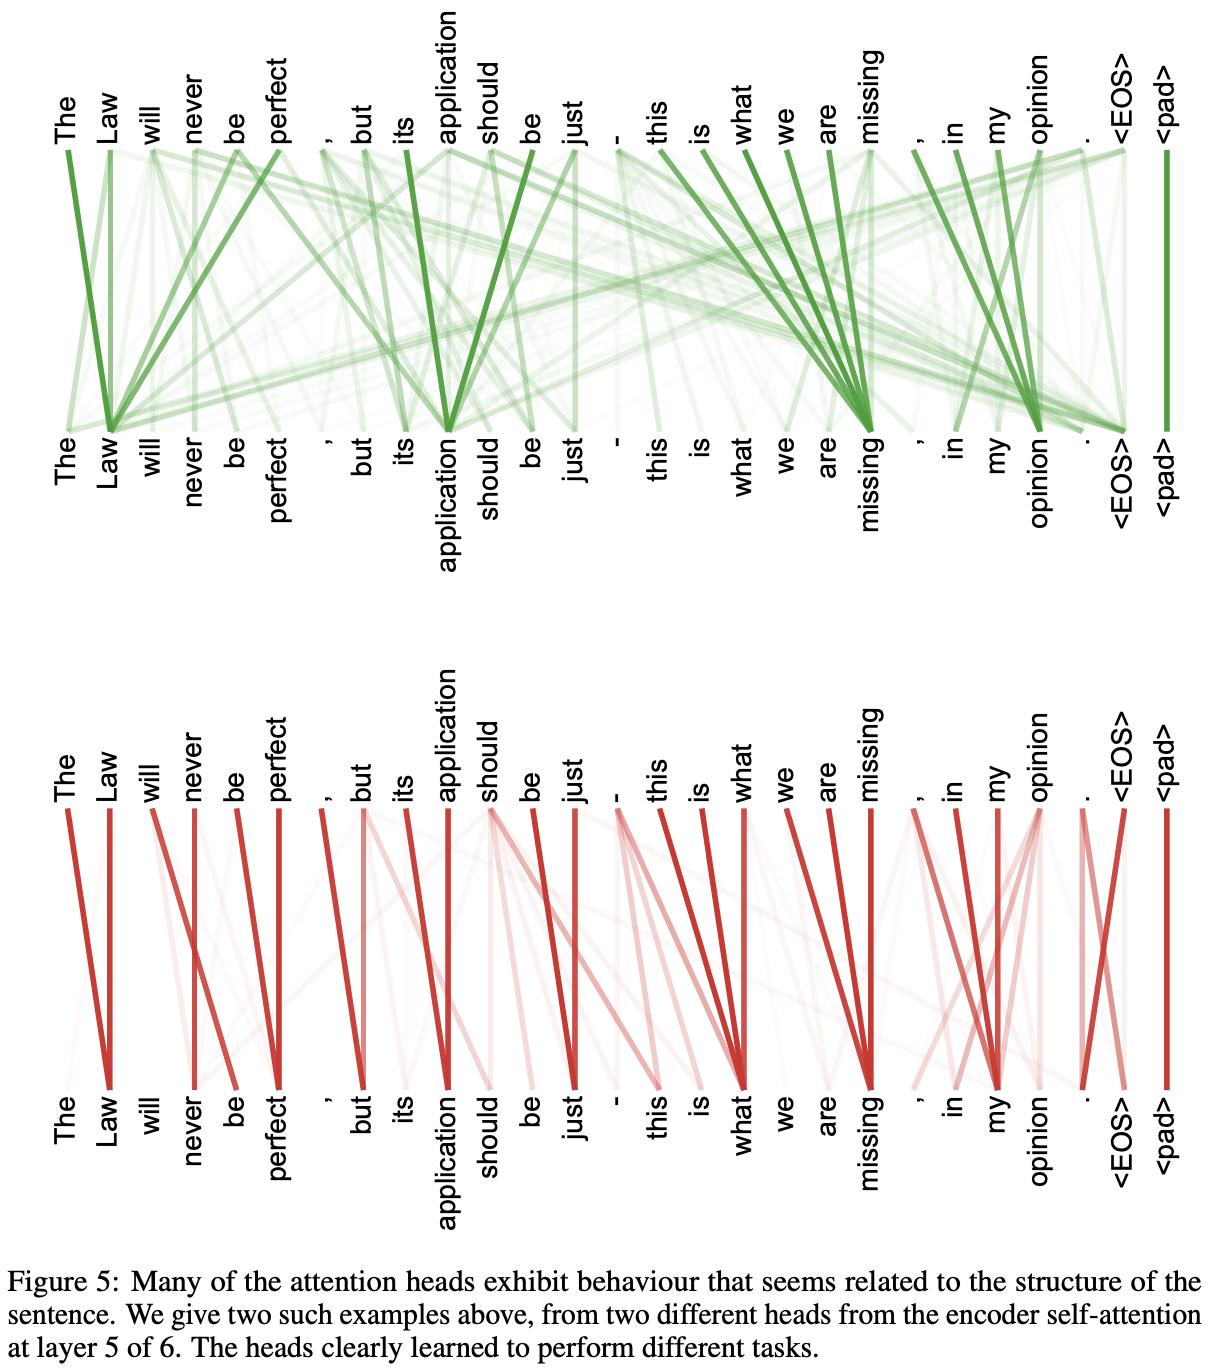 The Law will never be perfect , but its application should be just - this is what we are missing , in my opinion . <EOS> <pad>
The Law will never be perfect , but its application should be just - this is what we are missing , in my opinion . <EOS> <pad>
The Law will never be perfect , but its application should be just - this is what we are missing , in my opinion . <EOS> <pad>
The Law will never be perfect , but its application should be just - this is what we are missing , in my opinion . <EOS> <pad>
Figure 5: Many of the attention heads exhibit behaviour that seems related to the structure of the
sentence. We give two such examples above, from two different heads from the encoder self-attention
at layer 5 of 6. The heads clearly learned to perform different tasks.